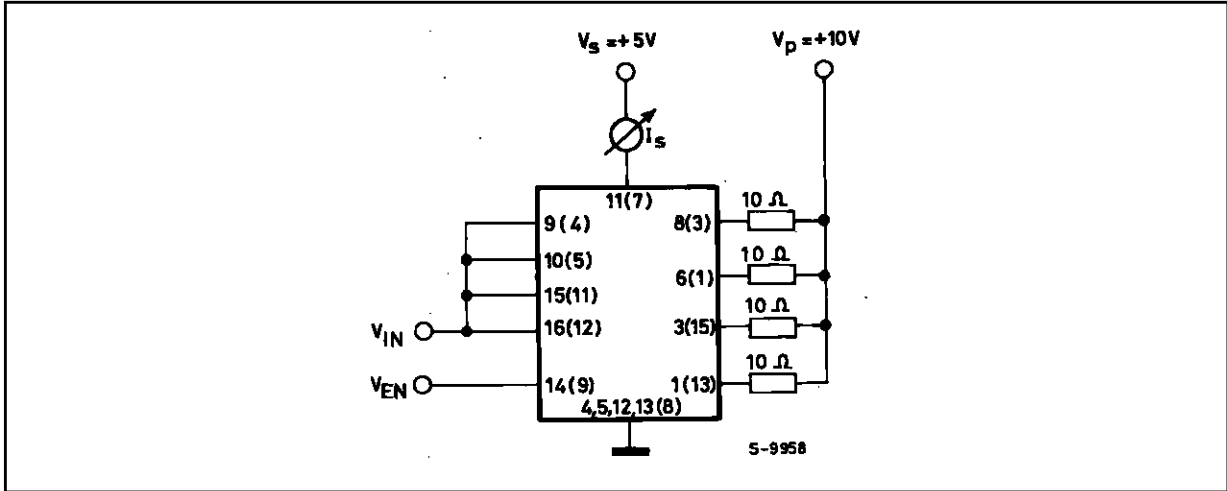 V_s = +5V
V_p = +10V
I_s
11(7)
9(4)
10(5)
15(11)
16(12)
14(9)
8(3)
6(1)
3(15)
1(13)
10 Ω
10 Ω
10 Ω
10 Ω
V_IN
V_EN
4,5,12,13(8)
S-9958